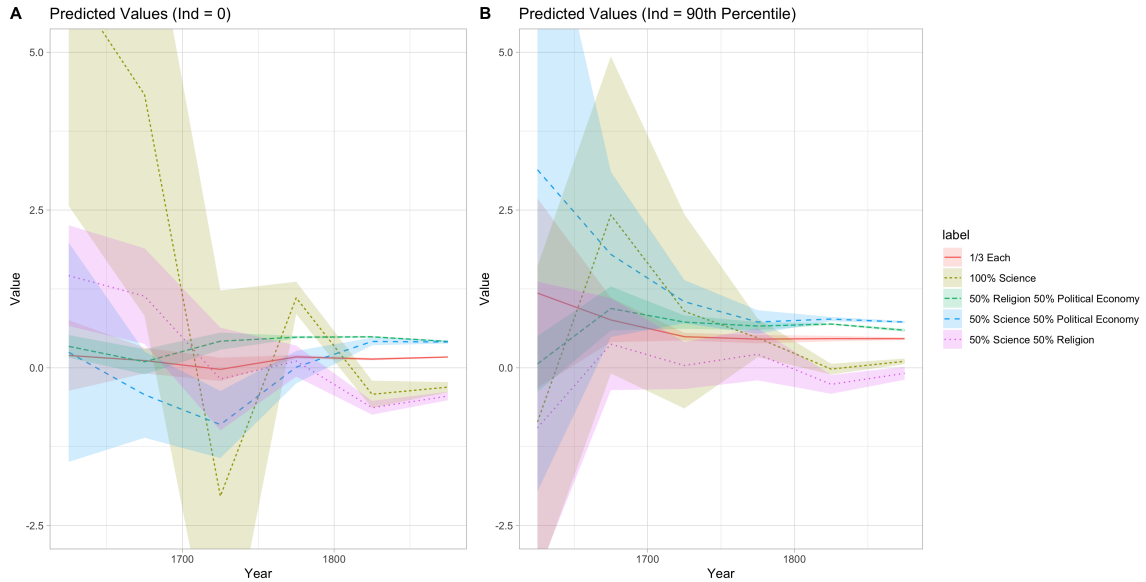 A
Predicted Values (Ind = 0)
5.0
2.5
0.0
-2.5
Value
1700
1800
Year
B
Predicted Values (Ind = 90th Percentile)
5.0
2.5
0.0
-2.5
Value
1700
1800
Year
label
1/3 Each
100% Science
50% Religion 50% Political Economy
50% Science 50% Political Economy
50% Science 50% Religion